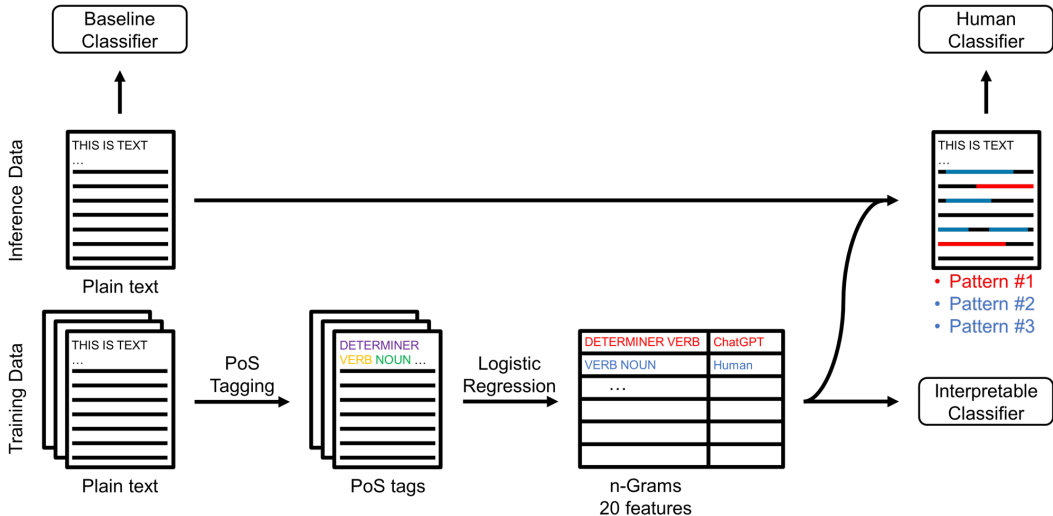 Baseline
Classifier
Human
Classifier
Inference Data
THIS IS TEXT
...
Plain text
THIS IS TEXT
...
• Pattern #1
• Pattern #2
• Pattern #3
Training Data
THIS IS TEXT
...
Plain text
PoS
Tagging
DETERMINER
VERB NOUN ...
PoS tags
Logistic
Regression
DETERMINER VERB ChatGPT
VERB NOUN Human
...
n-Grams
20 features
Interpretable
Classifier